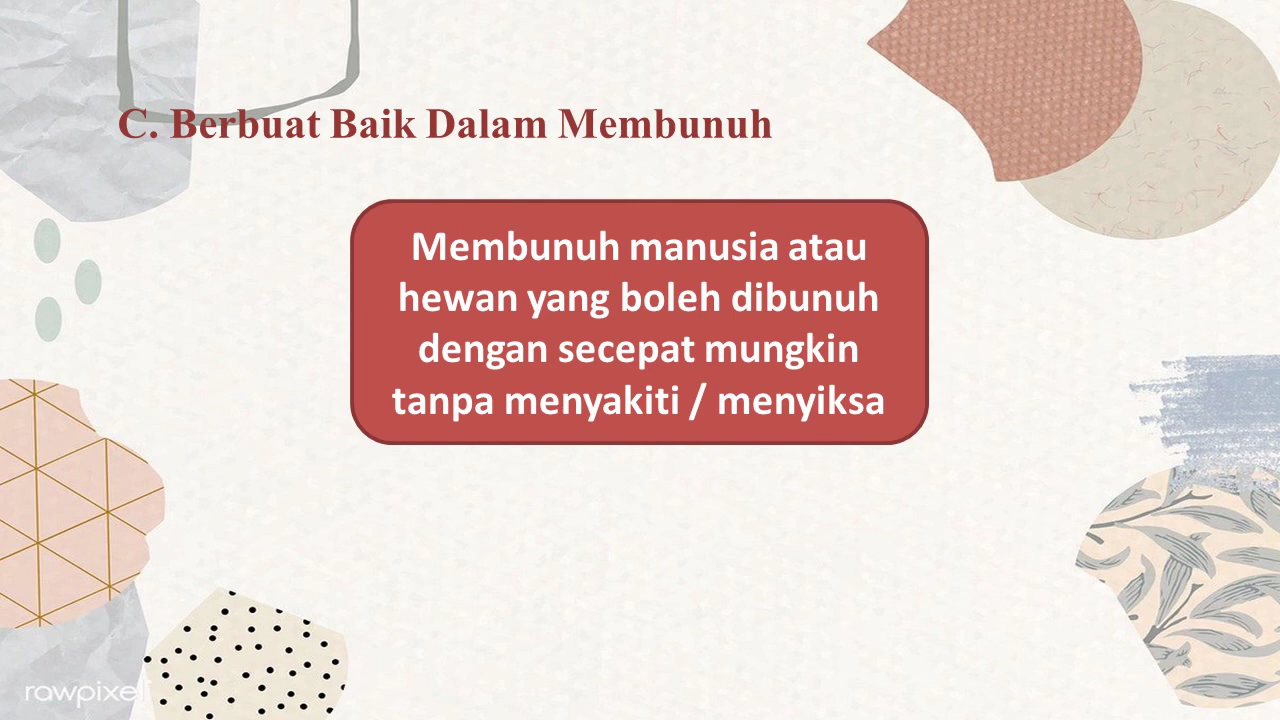 C. Berbuat Baik Dalam Membunuh
Membunuh manusia atau
hewan yang boleh dibunuh
dengan secepat mungkin
tanpa menyakiti / menyiksa
rawpixel